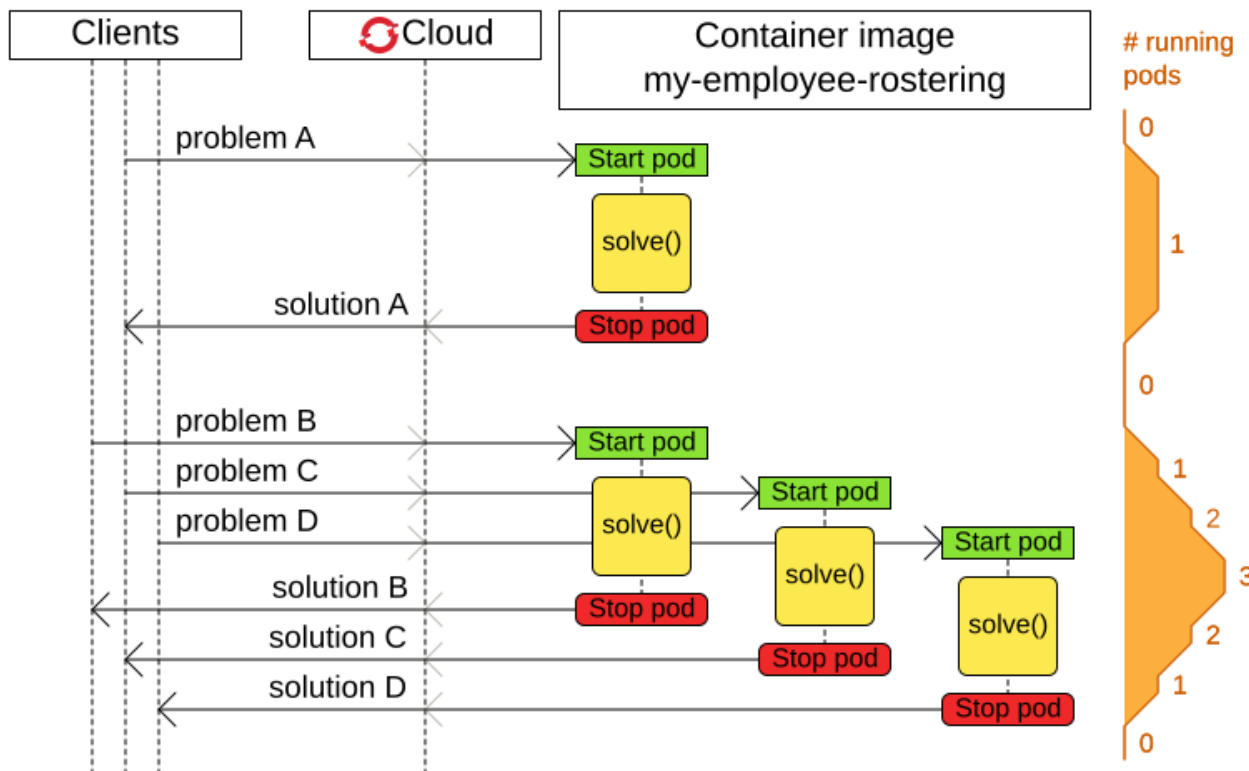 Clients
Cloud
Container image
my-employee-rostering
# running
pods
0
problem A
Start pod
solve()
1
solution A
Stop pod
0
problem B
Start pod
problem C
1
Start pod
problem D
solve()
2
Start pod
solve()
3
solution B
Stop pod
solve()
solution C
2
Stop pod
solution D
1
Stop pod
0